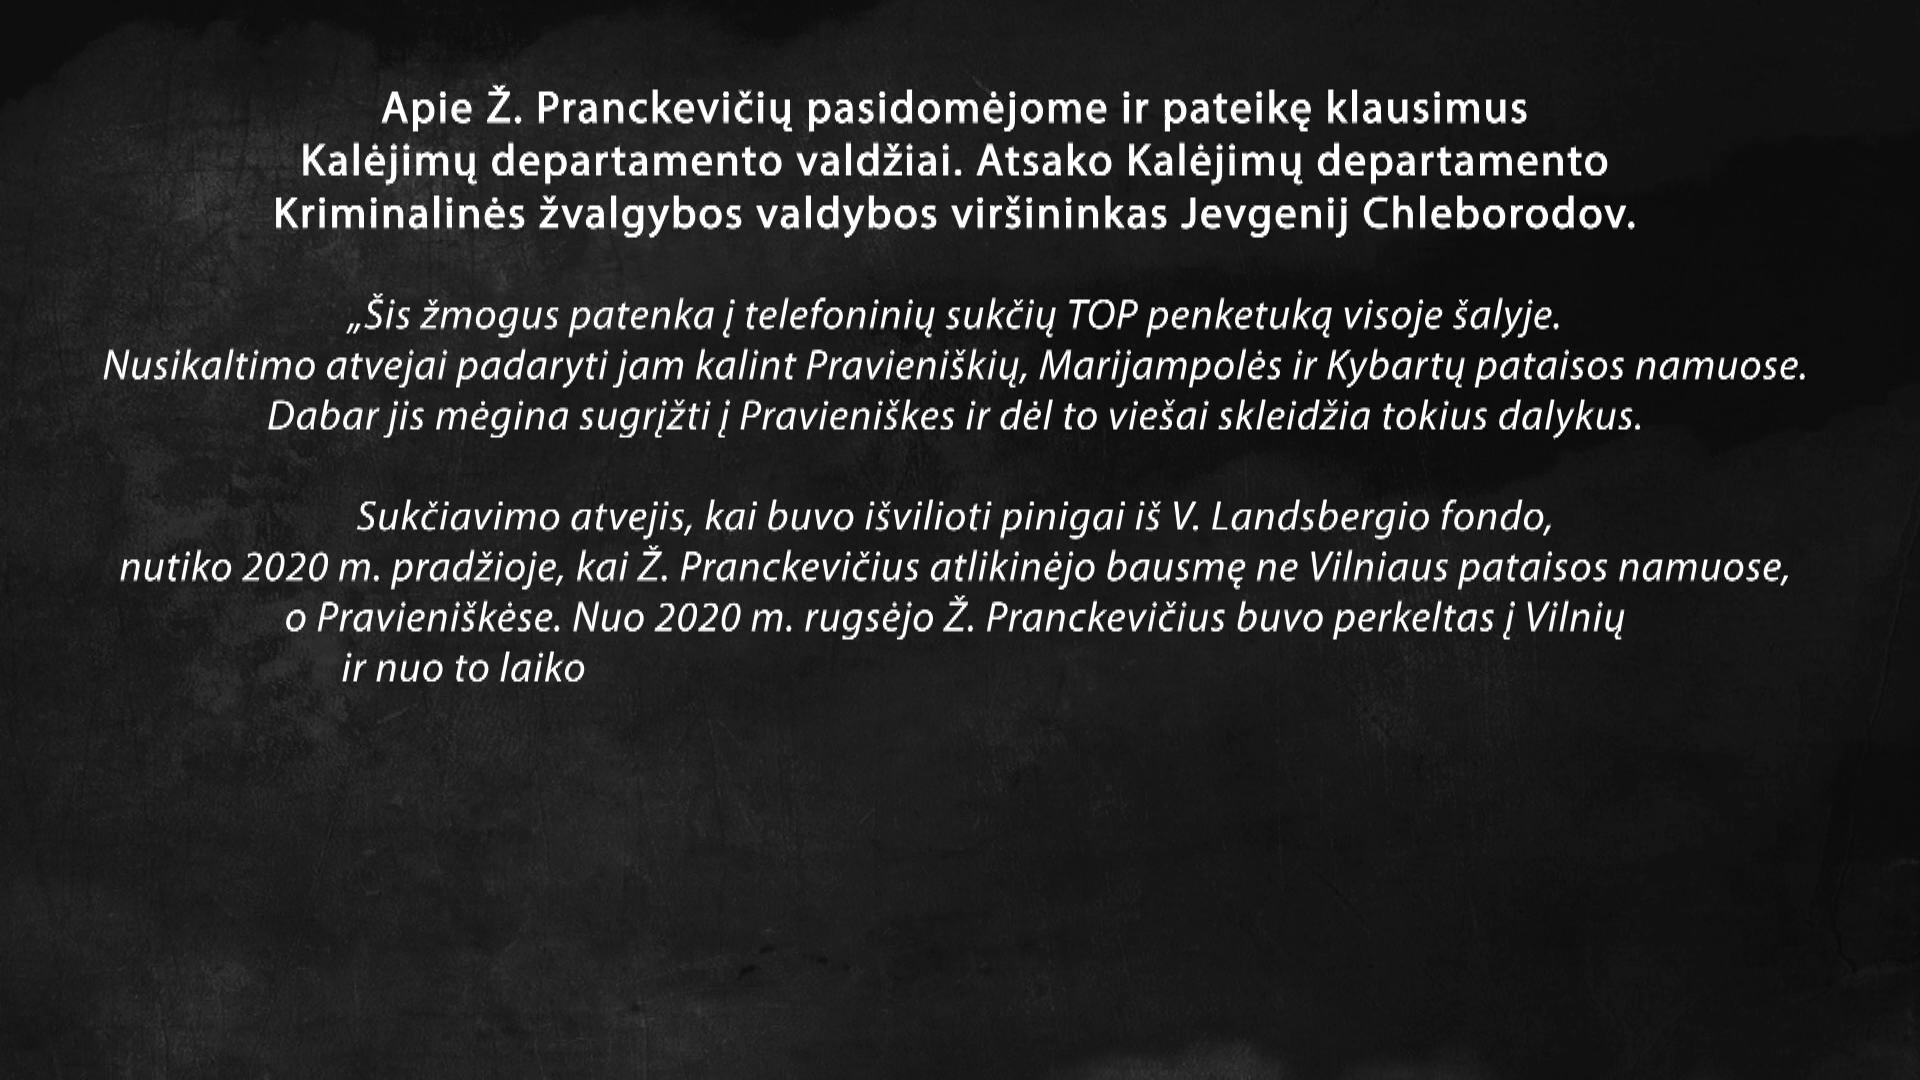 Apie Ž. Pranckevičių pasidomėjome ir pateikę klausimus
Kalėjimų departamento valdžiai. Atsako Kalėjimų departamento
Kriminalinės žvalgybos valdybos viršininkas Jevgenij Chleborodov.
„Šis žmogus patenka į telefoninių sukčių TOP penketuką visoje šalyje.
Nusikaltimo atvejai padaryti jam kalint Pravieniškių, Marijampolės ir Kybartų pataisos namuose.
Dabar jis mėgina sugrįžti į Pravieniškes ir dėl to viešai skleidžia tokius dalykus.
Sukčiavimo atvejis, kai buvo išvilioti pinigai iš V. Landsbergio fondo,
nutiko 2020 m. pradžioje, kai Ž. Pranckevičius atlikinėjo bausmę ne Vilniaus pataisos namuose,
o Pravieniškėse. Nuo 2020 m. rugsėjo Ž. Pranckevičius buvo perkeltas į Vilnių
ir nuo to laiko